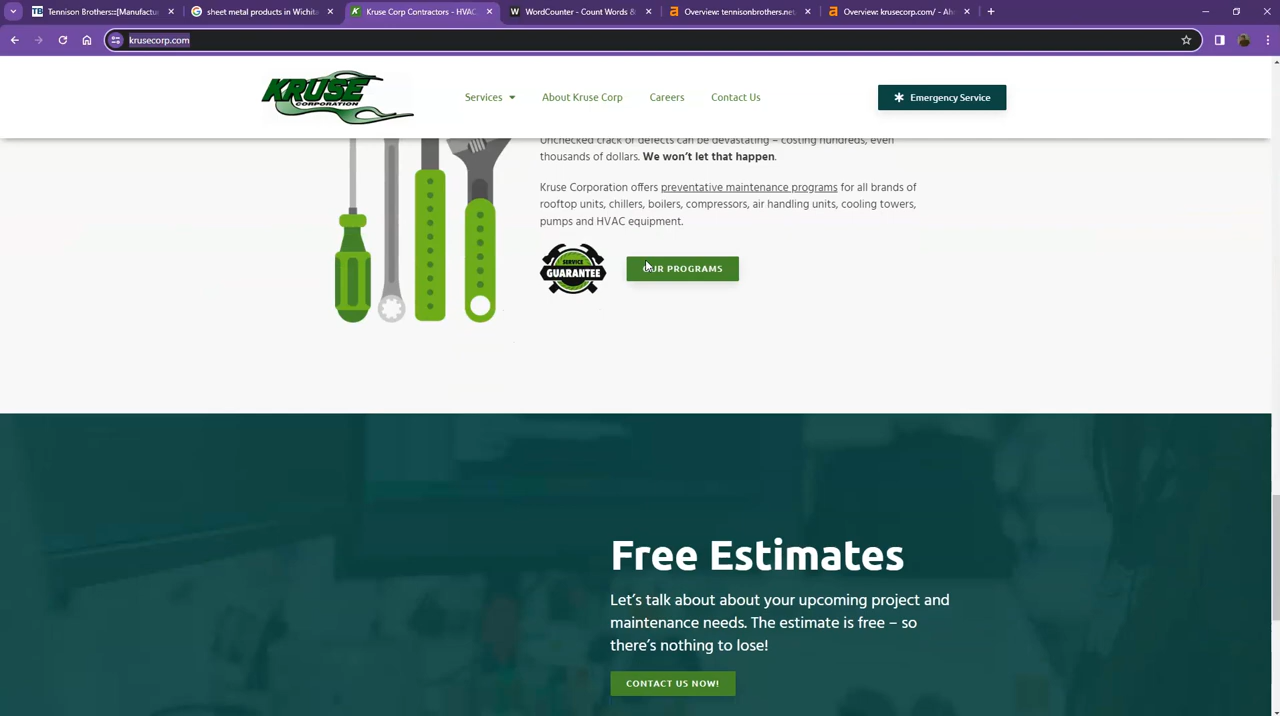 Tennison Brothers:::[Manufactu
sheet metal products in Wichita
Kruse Corp Contractors - HVAC
WordCounter - Count Words &
Overview: tennisonbrothers.net
Overview: krusecorp.com/ - Ah
krusecorp.com
KRUSE
CORPORATION
Services
About Kruse Corp
Careers
Contact Us
Emergency Service
Unchecked crack or defects can be devastating – costing hundreds, even
thousands of dollars. We won't let that happen.
Kruse Corporation offers preventative maintenance programs for all brands of
rooftop units, chillers, boilers, compressors, air handling units, cooling towers,
pumps and HVAC equipment.
SERVICE
GUARANTEE
OUR PROGRAMS
Free Estimates
Let's talk about about your upcoming project and
maintenance needs. The estimate is free – so
there's nothing to lose!
CONTACT US NOW!